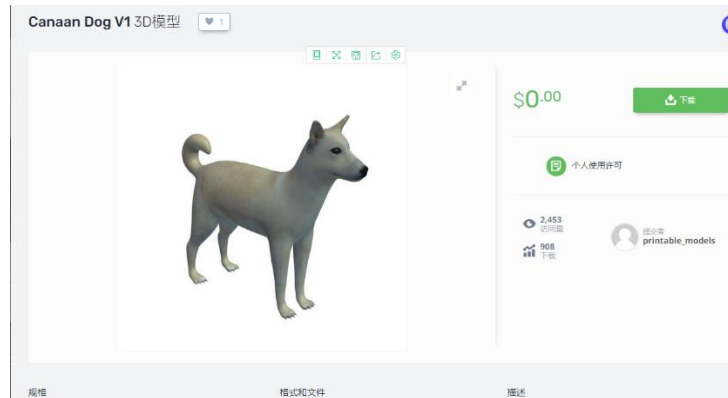 Canaan Dog V1 3D模型
1
$0.00
下载
个人使用许可
2,453
访问量
908
下载
提交者
printable_models
规格
格式和文件
描述